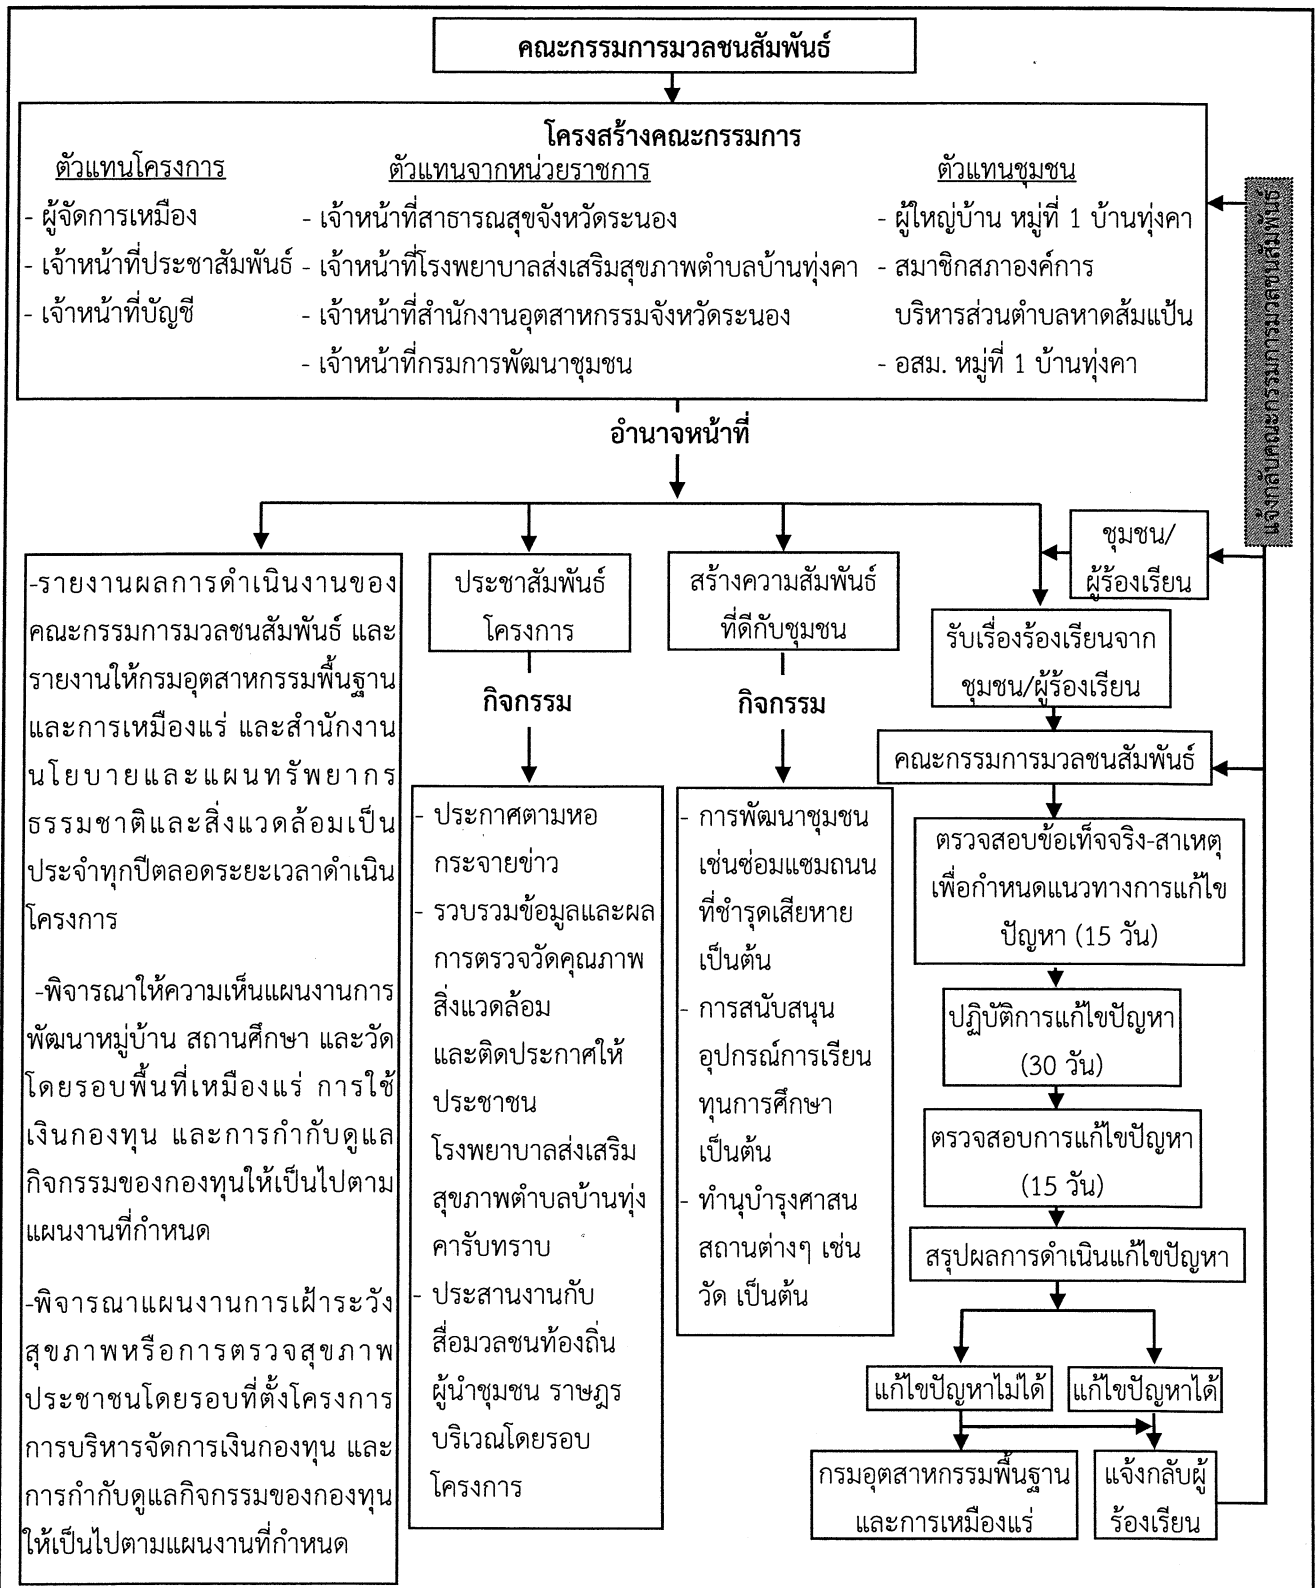 คณะกรรมการมวลชนสัมพันธ์
โครงสร้างคณะกรรมการ
ตัวแทนโครงการ
- ผู้จัดการเหมือง
- เจ้าหน้าที่ประชาสัมพันธ์
- เจ้าหน้าที่บัญชี
ตัวแทนจากหน่วยราชการ
- เจ้าหน้าที่สาธารณสุขจังหวัดระนอง
- เจ้าหน้าที่โรงพยาบาลส่งเสริมสุขภาพตำบลบ้านทุ่งคา
- เจ้าหน้าที่สำนักงานอุตสาหกรรมจังหวัดระนอง
- เจ้าหน้าที่กรมการพัฒนาชุมชน
ตัวแทนชุมชน
- ผู้ใหญ่บ้าน หมู่ที่ 1 บ้านทุ่งคา
- สมาชิกสภาองค์การ
บริหารส่วนตำบลหาดส้มแป้น
- อสม. หมู่ที่ 1 บ้านทุ่งคา
แจ้งกลับคณะกรรมการมวลชนสัมพันธ์
อำนาจหน้าที่
-รายงานผลการดำเนินงานของ
คณะกรรมการมวลชนสัมพันธ์ และ
รายงานให้กรมอุตสาหกรรมพื้นฐาน
และการเหมืองแร่ และสำนักงาน
นโยบายและแผนทรัพยากร
ธรรมชาติและสิ่งแวดล้อมเป็น
ประจำทุกปีตลอดระยะเวลาดำเนิน
โครงการ
-พิจารณาให้ความเห็นแผนงานการ
พัฒนาหมู่บ้าน สถานศึกษา และวัด
โดยรอบพื้นที่เหมืองแร่ การใช้
เงินกองทุน และการกำกับดูแล
กิจกรรมของกองทุนให้เป็นไปตาม
แผนงานที่กำหนด
-พิจารณาแผนงานการเฝ้าระวัง
สุขภาพหรือการตรวจสุขภาพ
ประชาชนโดยรอบที่ตั้งโครงการ
การบริหารจัดการเงินกองทุน และ
การกำกับดูแลกิจกรรมของกองทุน
ให้เป็นไปตามแผนงานที่กำหนด
ประชาสัมพันธ์
โครงการ
กิจกรรม
- ประกาศตามหอ
กระจายข่าว
- รวบรวมข้อมูลและผล
การตรวจวัดคุณภาพ
สิ่งแวดล้อม
และติดประกาศให้
ประชาชน
โรงพยาบาลส่งเสริม
สุขภาพตำบลบ้านทุ่ง
คารับทราบ
- ประสานงานกับ
สื่อมวลชนท้องถิ่น
ผู้นำชุมชน ราษฎร
บริเวณโดยรอบ
โครงการ
สร้างความสัมพันธ์
ที่ดีกับชุมชน
กิจกรรม
- การพัฒนาชุมชน
เช่นซ่อมแซมถนน
ที่ชำรุดเสียหาย
เป็นต้น
- การสนับสนุน
อุปกรณ์การเรียน
ทุนการศึกษา
เป็นต้น
- ทำนุบำรุงศาสน
สถานต่างๆ เช่น
วัด เป็นต้น
ชุมชน/
ผู้ร้องเรียน
รับเรื่องร้องเรียนจาก
ชุมชน/ผู้ร้องเรียน
คณะกรรมการมวลชนสัมพันธ์
ตรวจสอบข้อเท็จจริง-สาเหตุ
เพื่อกำหนดแนวทางการแก้ไข
ปัญหา (15 วัน)
ปฏิบัติการแก้ไขปัญหา
(30 วัน)
ตรวจสอบการแก้ไขปัญหา
(15 วัน)
สรุปผลการดำเนินแก้ไขปัญหา
แก้ไขปัญหาไม่ได้
แก้ไขปัญหาได้
กรมอุตสาหกรรมพื้นฐาน
และการเหมืองแร่
แจ้งกลับผู้
ร้องเรียน